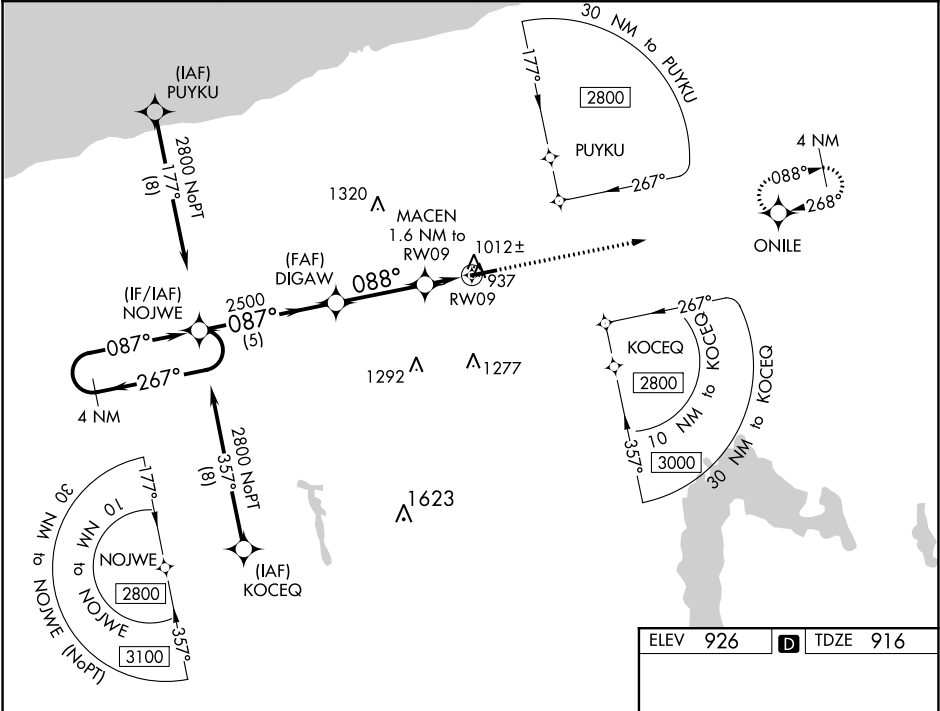 (IAF)
PUYKU
2800 NoPT
177°
(8)
30 NM to PUYKU
177°
2800
PUYKU
267°
4 NM
088°
268°
ONILE
1320
MACEN
1.6 NM to
RW09
1012±
937
RW09
(FAF)
DIGAW
088°
(IF/IAF)
NOJWE
2500
087°
(5)
087°
267°
4 NM
1292
1277
267°
KOCEQ
2800
10 NM to KOCEQ
3000
30 NM to KOCEQ
357°
2800 NoPT
357°
(8)
(IAF)
KOCEQ
1623
177°
NOJWE
2800
10 NM to NOJWE
3100
30 NM to NOJWE (NoPT)
357°
ELEV 926 D TDZE 916